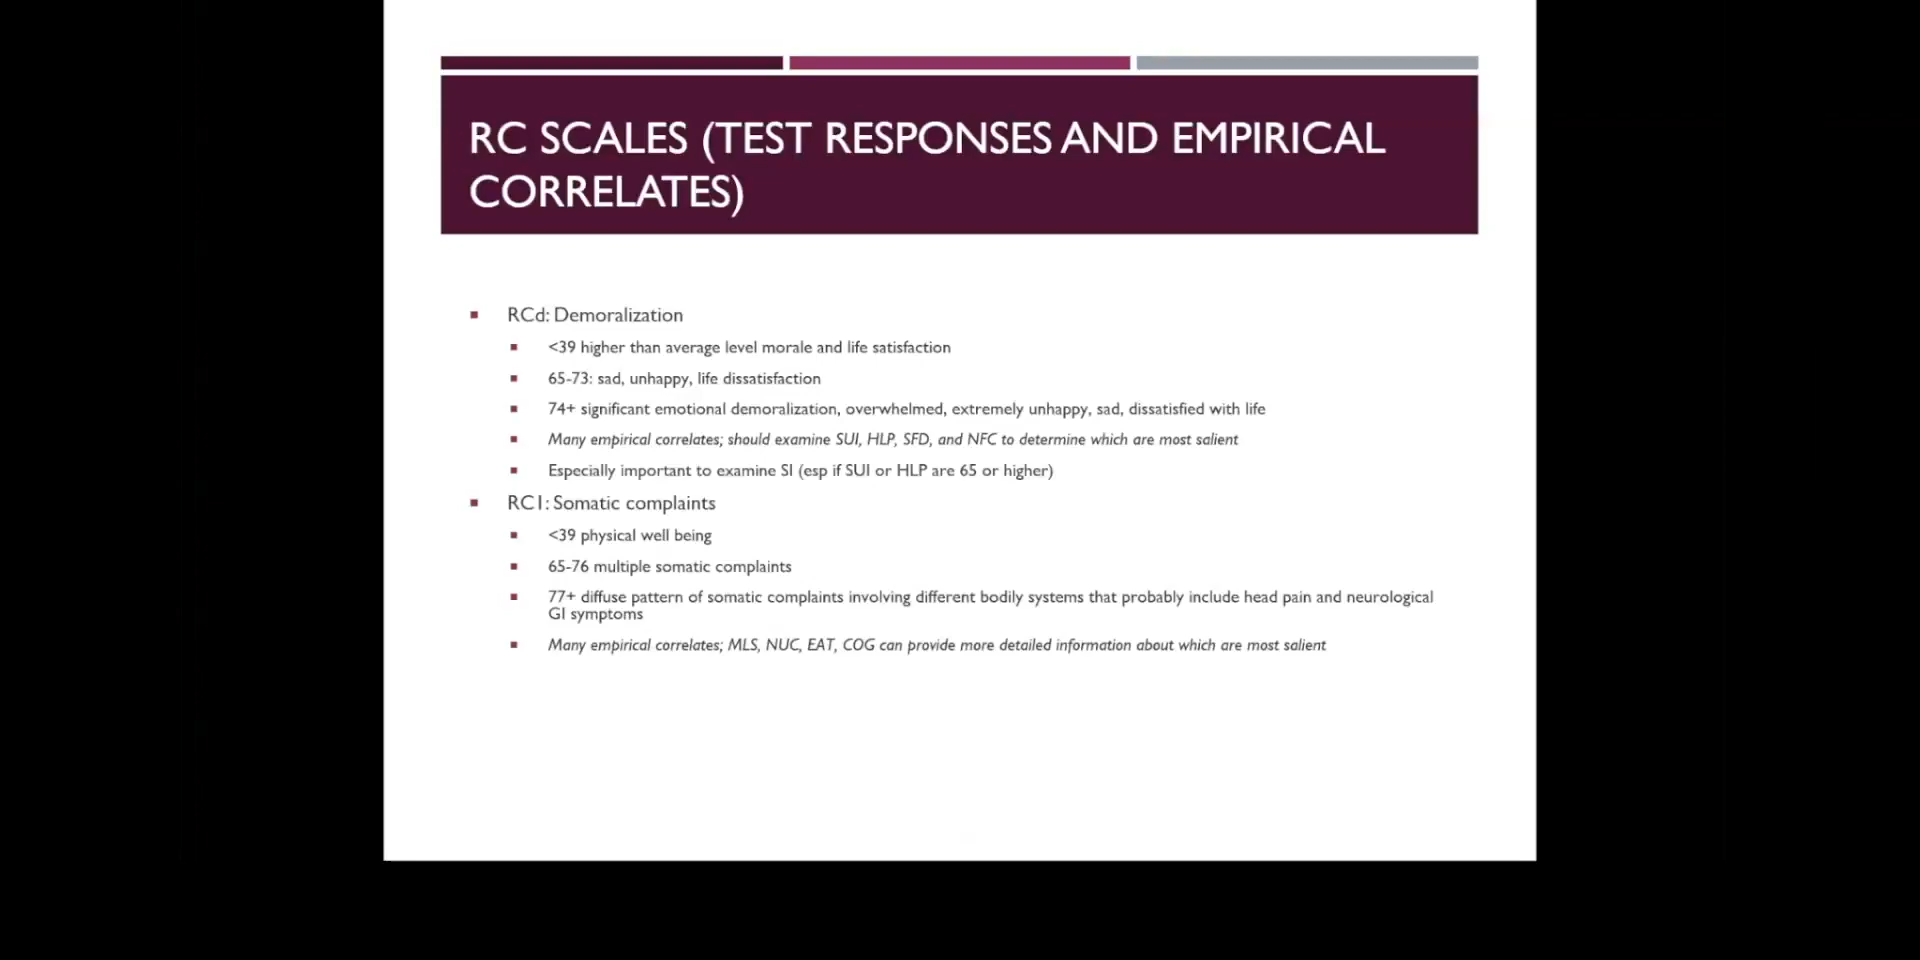 RC SCALES (TEST RESPONSES AND EMPIRICAL
CORRELATES)
RCd: Demoralization
<39 higher than average level morale and life satisfaction
65-73: sad, unhappy, life dissatisfaction
74+ significant emotional demoralization, overwhelmed, extremely unhappy, sad, dissatisfied with life
Many empirical correlates; should examine SUI, HLP, SFD, and NFC to determine which are most salient
Especially important to examine SI (esp if SUI or HLP are 65 or higher)
RC1: Somatic complaints
<39 physical well being
65-76 multiple somatic complaints
77+ diffuse pattern of somatic complaints involving different bodily systems that probably include head pain and neurological
GI symptoms
Many empirical correlates; MLS, NUC, EAT, COG can provide more detailed information about which are most salient